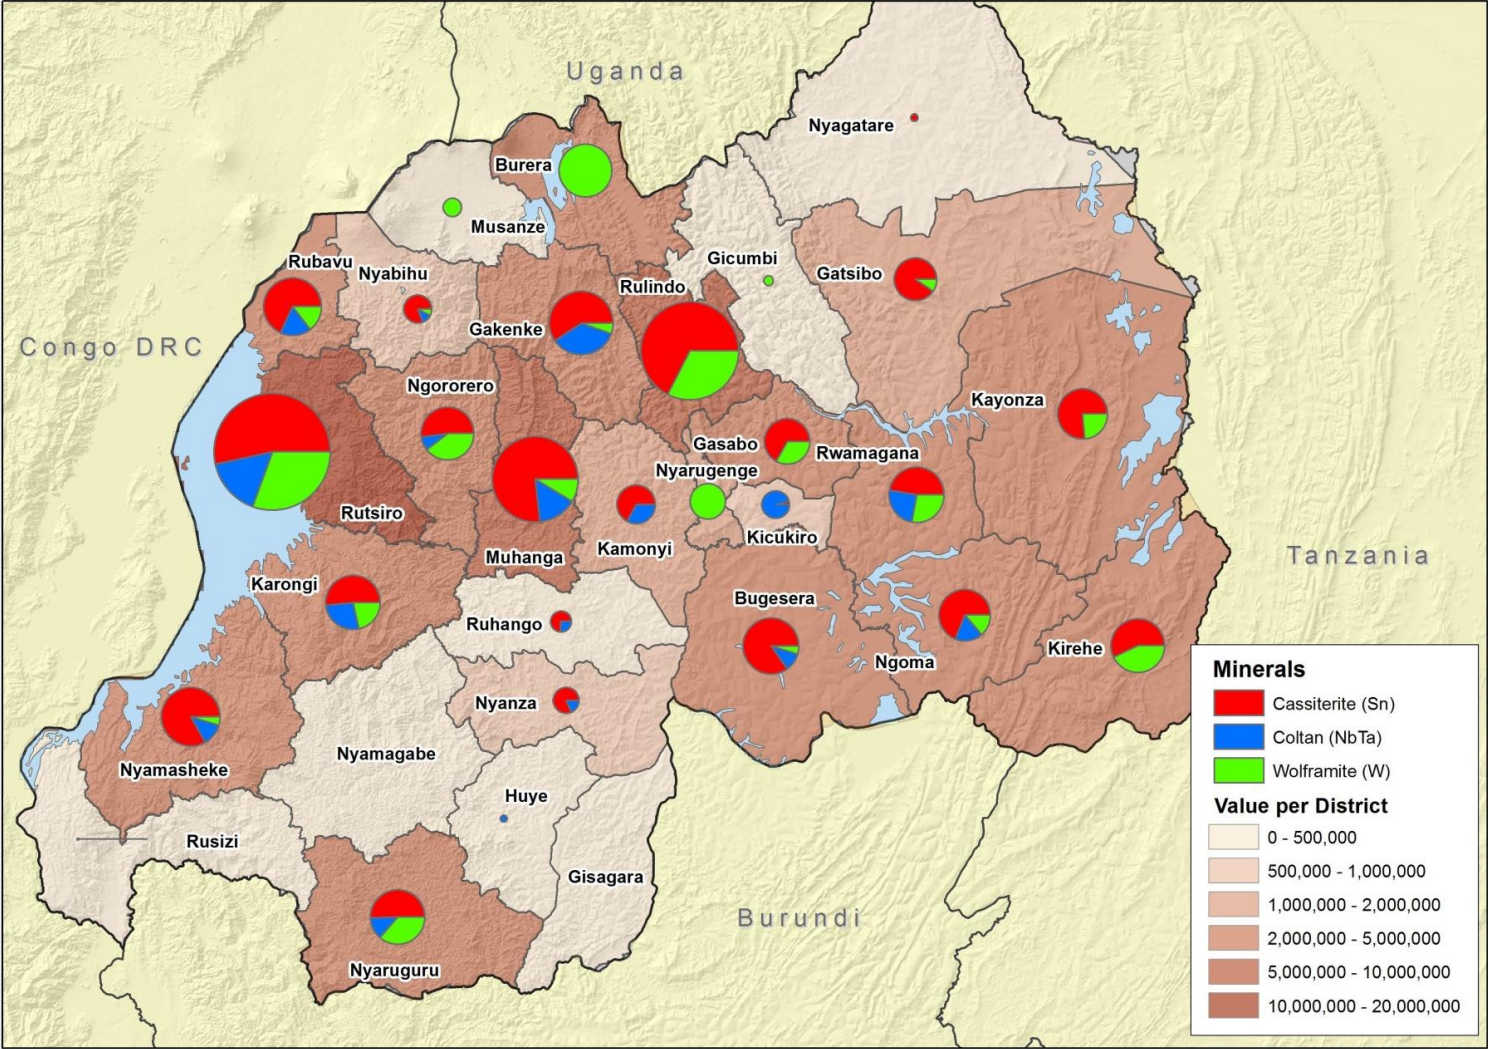 Uganda
Nyagatare
Burera
Musanze
Rubavu
Nyabihu
Gicumbi
Gatsibo
Rulindo
Gakenke
Congo DRC
Ngororero
Kayonza
Gasabo
Rwamagana
Nyarugenge
Rutsiro
Kicukiro
Kamonyi
Muhanga
Tanzania
Karongi
Bugesera
Ruhango
Kirehe
Ngoma
Nyanza
Nyamagabe
Nyamasheke
Huye
Rusizi
Gisagara
Burundi
Nyaruguru
Minerals
Cassiterite (Sn)
Coltan (NbTa)
Wolframite (W)
Value per District
0 - 500,000
500,000 - 1,000,000
1,000,000 - 2,000,000
2,000,000 - 5,000,000
5,000,000 - 10,000,000
10,000,000 - 20,000,000